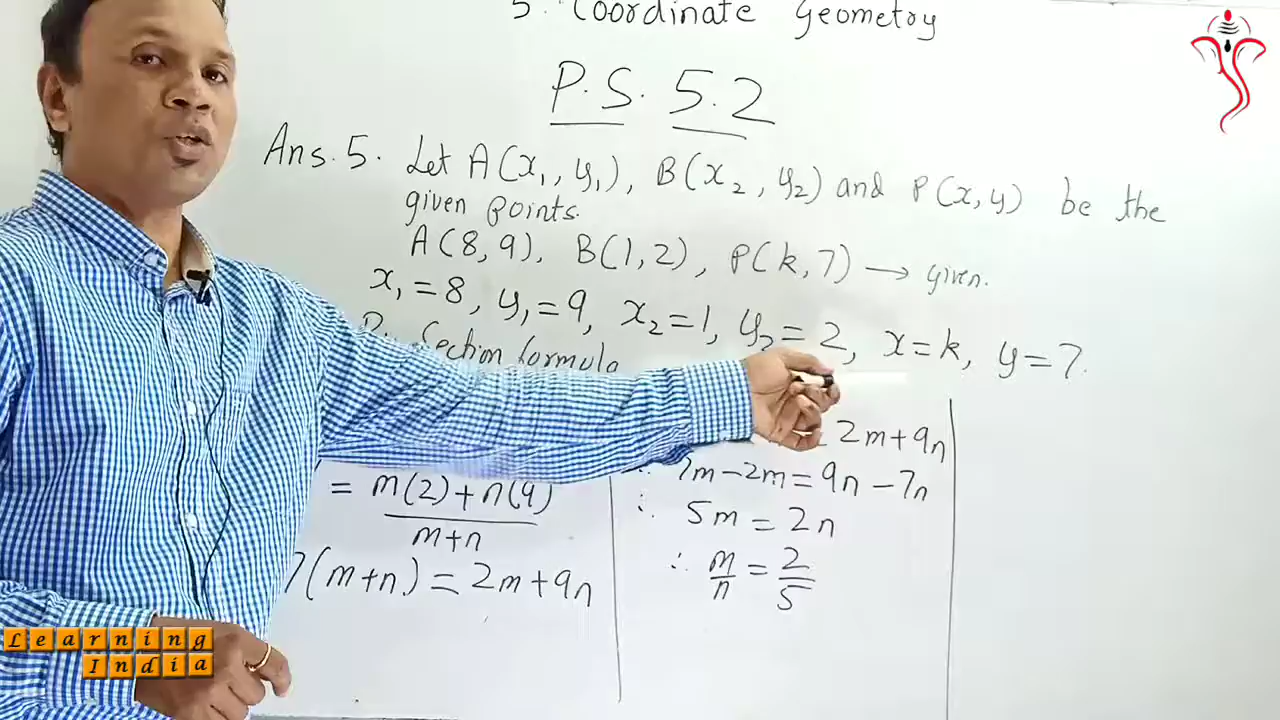 5. Coordinate Geometry
P.S. 5.2
Ans. 5. Let A(x₁, y₁), B(x₂, y₂) and P(x, y) be the
given points.
A(8, 9), B(1, 2), P(k, 7) → given.
x₁ = 8, y₁ = 9, x₂ = 1, y₂ = 2, x = k, y = 7.
Section formula
= m(2) + n(9) / m+n
7(m+n) = 2m + 9n
= 2m + 9n
∴ 7m − 2m = 9n − 7n
∴ 5m = 2n
∴ m/n = 2/5
Learning
India